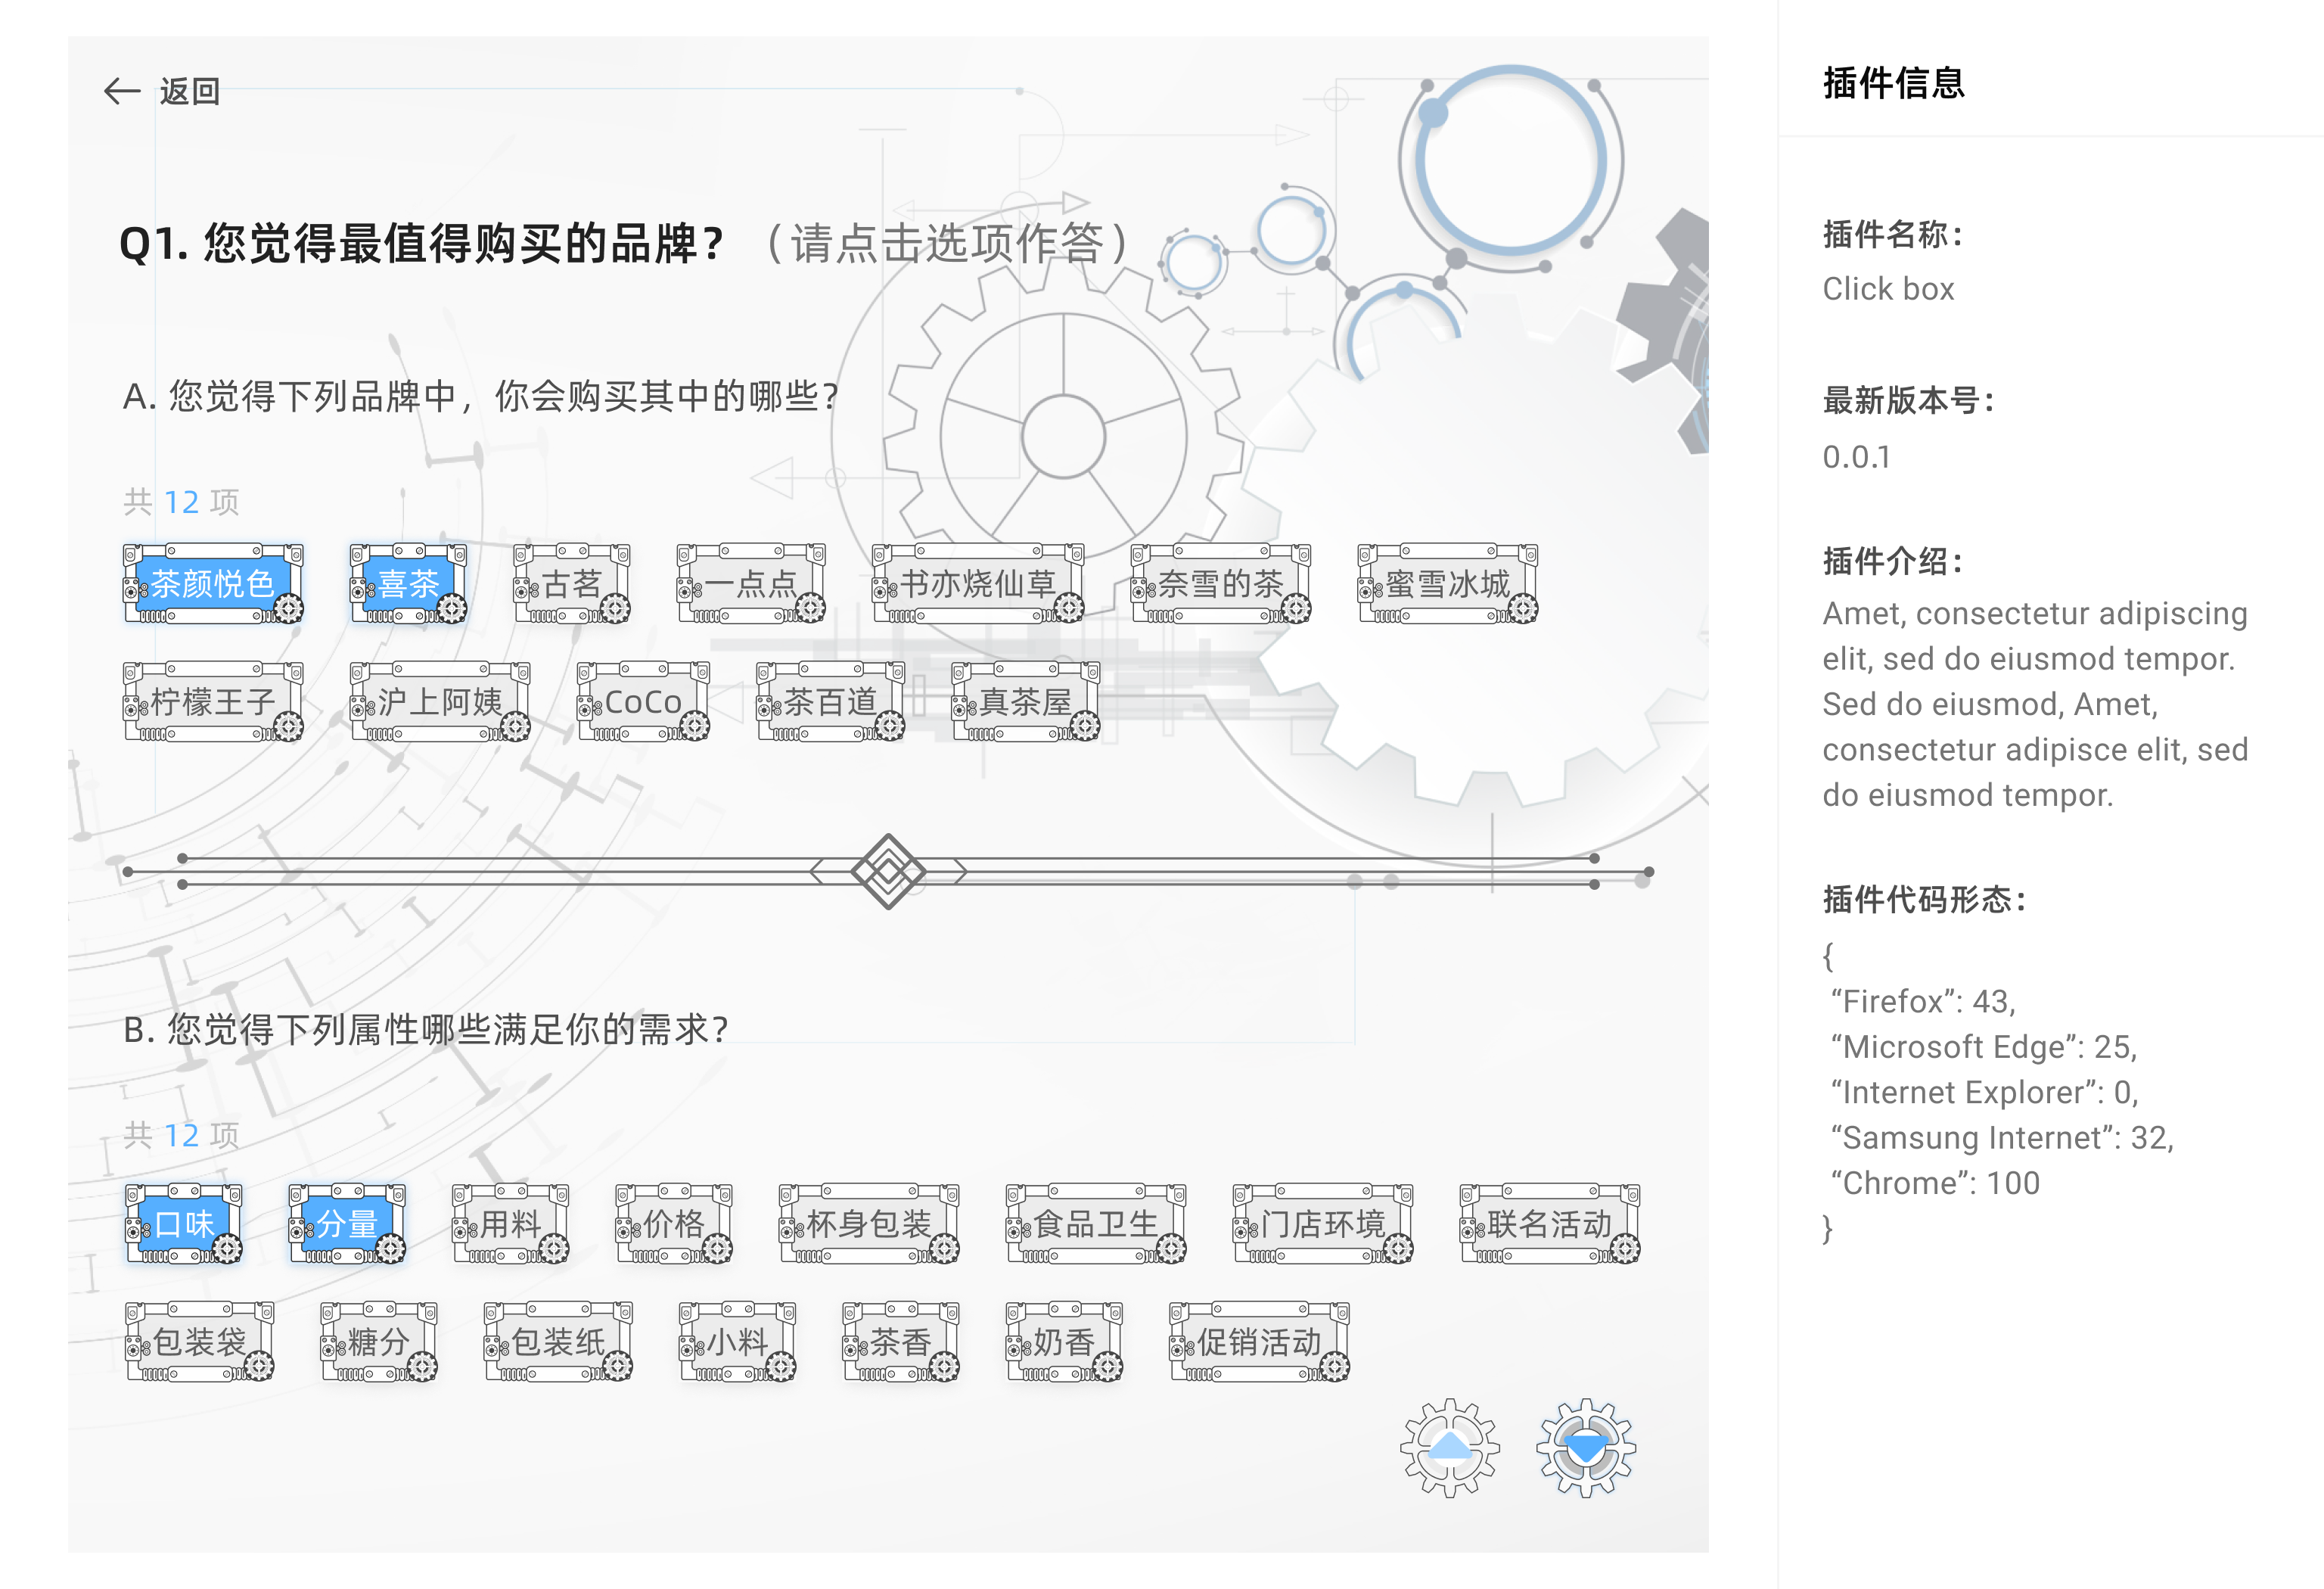 返回
Q1. 您觉得最值得购买的品牌？（请点击选项作答）
A. 您觉得下列品牌中，你会购买其中的哪些？
共 12 项
茶颜悦色 喜茶 古茗 一点点 书亦烧仙草 奈雪的茶 蜜雪冰城
柠檬王子 沪上阿姨 CoCo 茶百道 真茶屋
B. 您觉得下列属性哪些满足你的需求？
共 12 项
口味 分量 用料 价格 杯身包装 食品卫生 门店环境 联名活动
包装袋 糖分 包装纸 小料 茶香 奶香 促销活动
插件信息
插件名称：
Click box
最新版本号：
0.0.1
插件介绍：
Amet, consectetur adipiscing
elit, sed do eiusmod tempor.
Sed do eiusmod, Amet,
consectetur adipisce elit, sed
do eiusmod tempor.
插件代码形态：
{
“Firefox”: 43,
“Microsoft Edge”: 25,
“Internet Explorer”: 0,
“Samsung Internet”: 32,
“Chrome”: 100
}